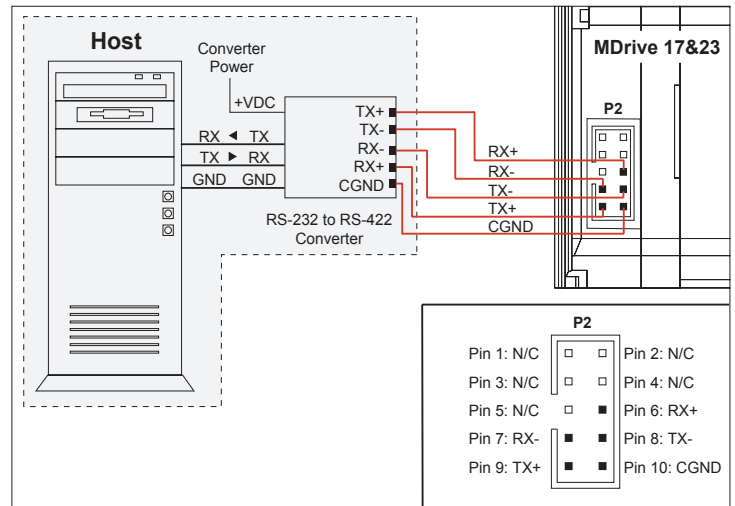 Host
Converter
Power
+VDC
RX ◄ TX
TX ► RX
GND GND
TX+
TX-
RX-
RX+
CGND
RS-232 to RS-422
Converter
MDrive 17&23
P2
RX+
RX-
TX-
TX+
CGND
P2
Pin 1: N/C
Pin 2: N/C
Pin 3: N/C
Pin 4: N/C
Pin 5: N/C
Pin 6: RX+
Pin 7: RX-
Pin 8: TX-
Pin 9: TX+
Pin 10: CGND